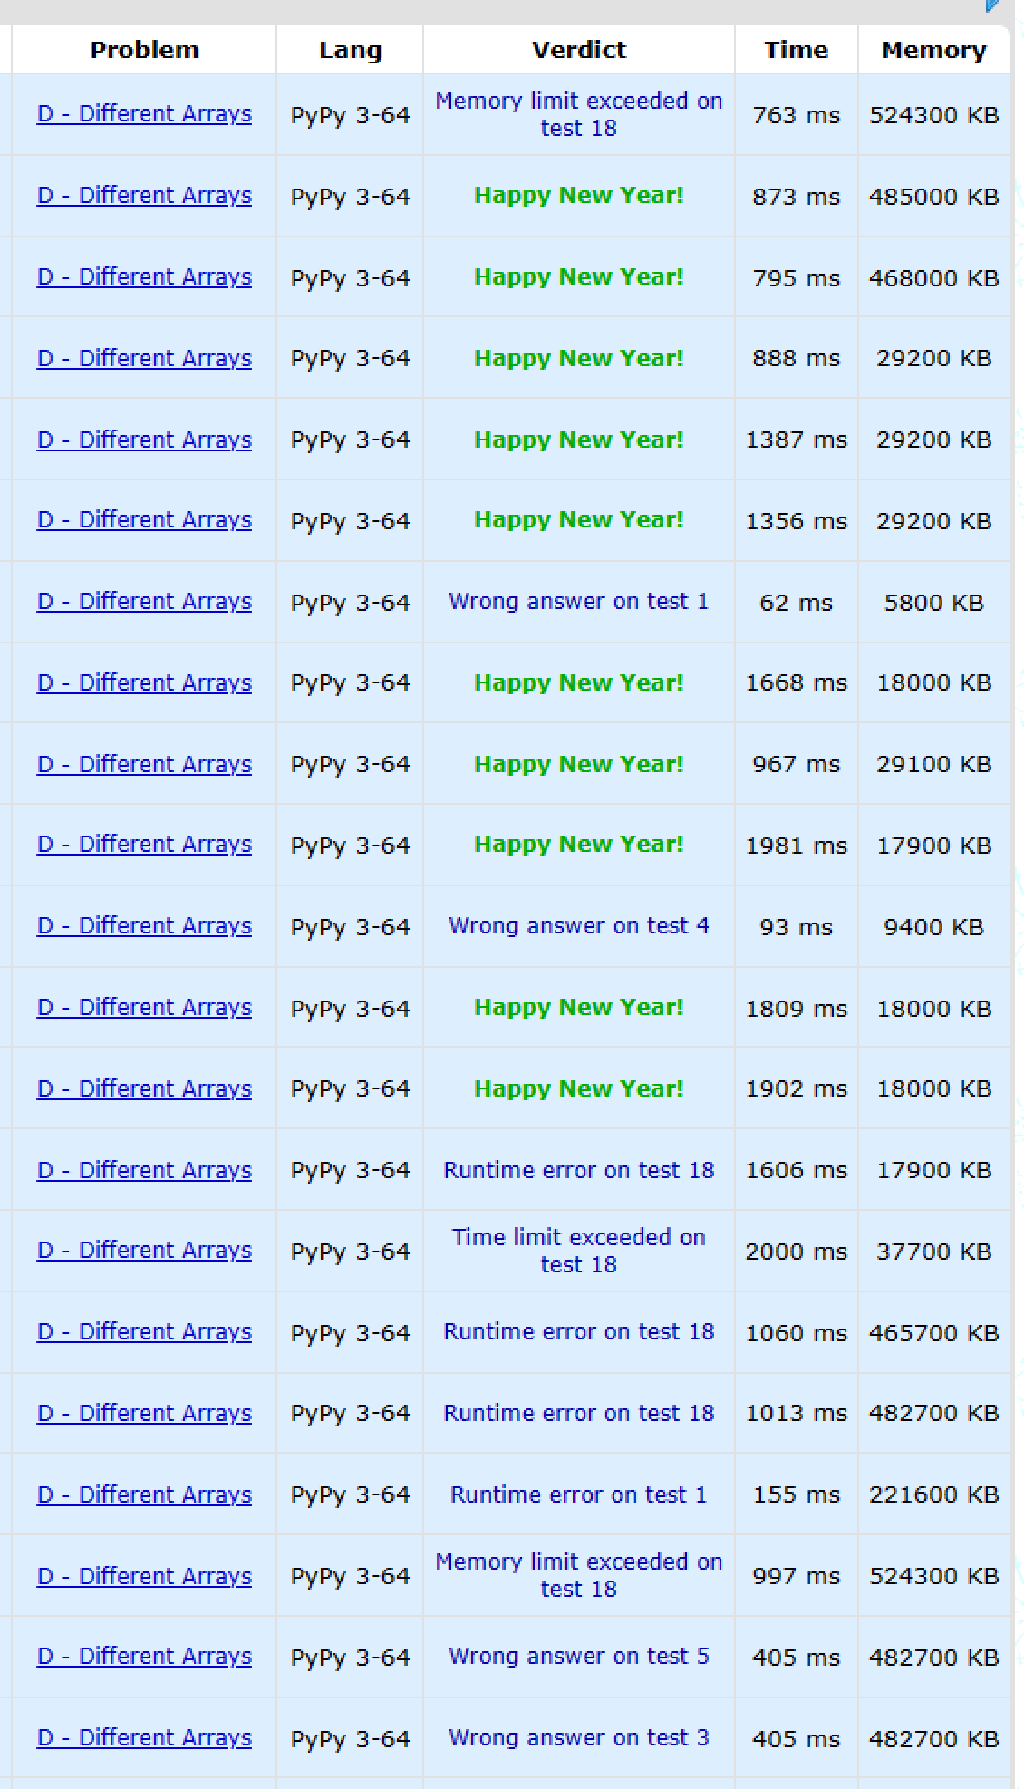 Problem Lang Verdict Time Memory
D - Different Arrays PyPy 3-64 Memory limit exceeded on test 18 763 ms 524300 KB
D - Different Arrays PyPy 3-64 Happy New Year! 873 ms 485000 KB
D - Different Arrays PyPy 3-64 Happy New Year! 795 ms 468000 KB
D - Different Arrays PyPy 3-64 Happy New Year! 888 ms 29200 KB
D - Different Arrays PyPy 3-64 Happy New Year! 1387 ms 29200 KB
D - Different Arrays PyPy 3-64 Happy New Year! 1356 ms 29200 KB
D - Different Arrays PyPy 3-64 Wrong answer on test 1 62 ms 5800 KB
D - Different Arrays PyPy 3-64 Happy New Year! 1668 ms 18000 KB
D - Different Arrays PyPy 3-64 Happy New Year! 967 ms 29100 KB
D - Different Arrays PyPy 3-64 Happy New Year! 1981 ms 17900 KB
D - Different Arrays PyPy 3-64 Wrong answer on test 4 93 ms 9400 KB
D - Different Arrays PyPy 3-64 Happy New Year! 1809 ms 18000 KB
D - Different Arrays PyPy 3-64 Happy New Year! 1902 ms 18000 KB
D - Different Arrays PyPy 3-64 Runtime error on test 18 1606 ms 17900 KB
D - Different Arrays PyPy 3-64 Time limit exceeded on test 18 2000 ms 37700 KB
D - Different Arrays PyPy 3-64 Runtime error on test 18 1060 ms 465700 KB
D - Different Arrays PyPy 3-64 Runtime error on test 18 1013 ms 482700 KB
D - Different Arrays PyPy 3-64 Runtime error on test 1 155 ms 221600 KB
D - Different Arrays PyPy 3-64 Memory limit exceeded on test 18 997 ms 524300 KB
D - Different Arrays PyPy 3-64 Wrong answer on test 5 405 ms 482700 KB
D - Different Arrays PyPy 3-64 Wrong answer on test 3 405 ms 482700 KB